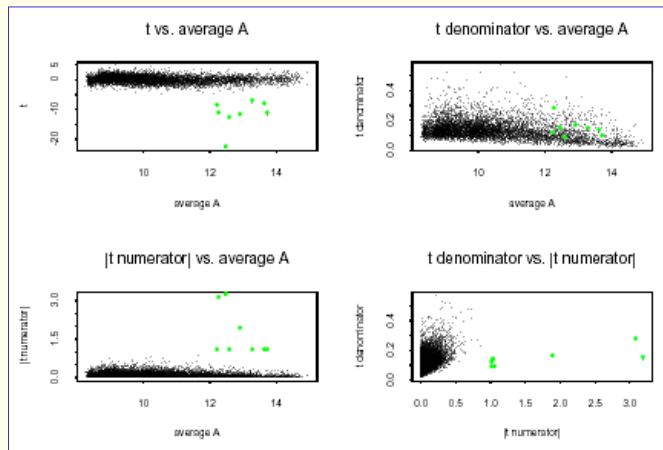 t vs. average A
t denominator vs. average A
5
0
-10
-20
t
10
12
14
average A
0.4
0.2
0.0
t denominator
10
12
14
average A
|t numerator| vs. average A
t denominator vs. |t numerator|
3.0
1.5
0.0
|t numerator|
10
12
14
average A
0.4
0.2
0.0
t denominator
0.0
0.5
1.0
1.5
2.0
2.5
3.0
|t numerator|